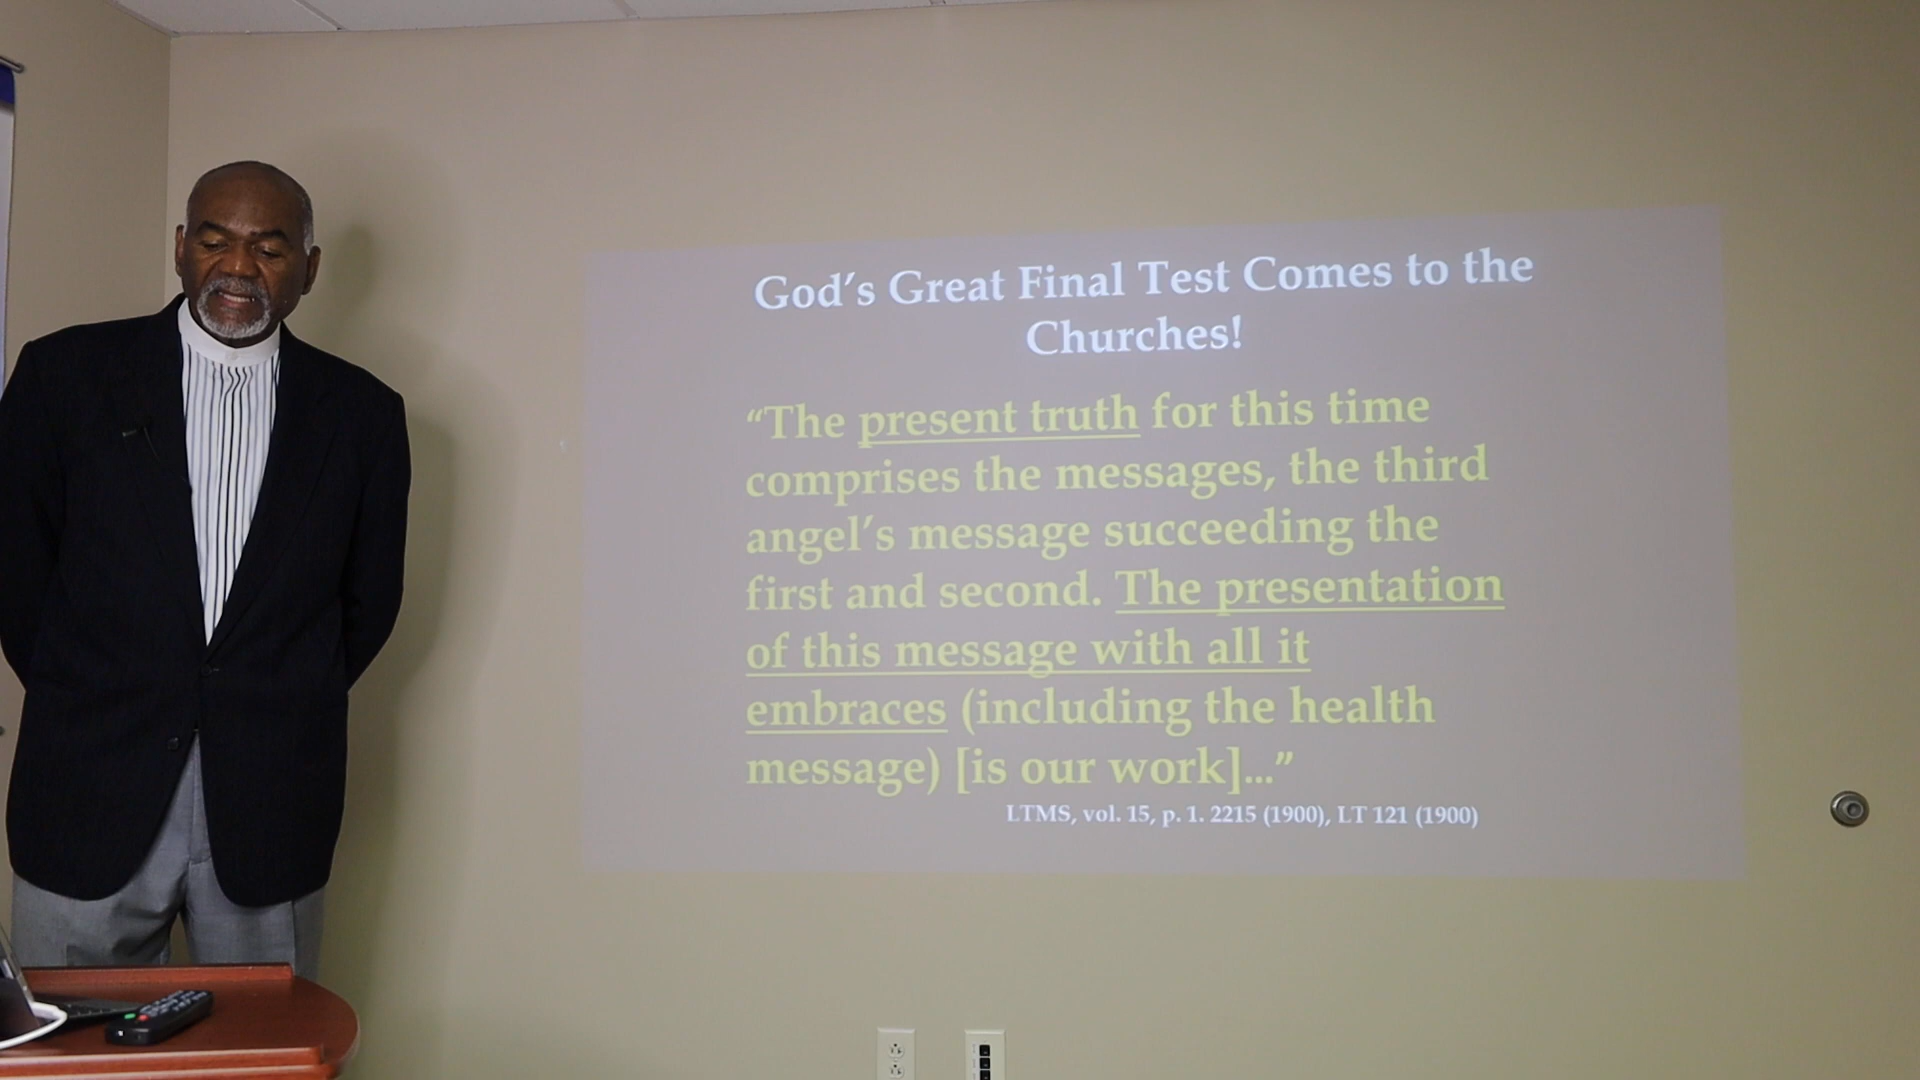 God’s Great Final Test Comes to the
Churches!
“The present truth for this time
comprises the messages, the third
angel’s message succeeding the
first and second. The presentation
of this message with all it
embraces (including the health
message) [is our work]...”
LTMS, vol. 15, p. 1. 2215 (1900), LT 121 (1900)